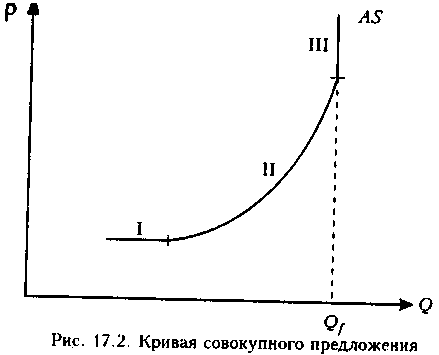 P
AS
III
II
I
Q
Qf
Рис. 17.2. Кривая совокупного предложения